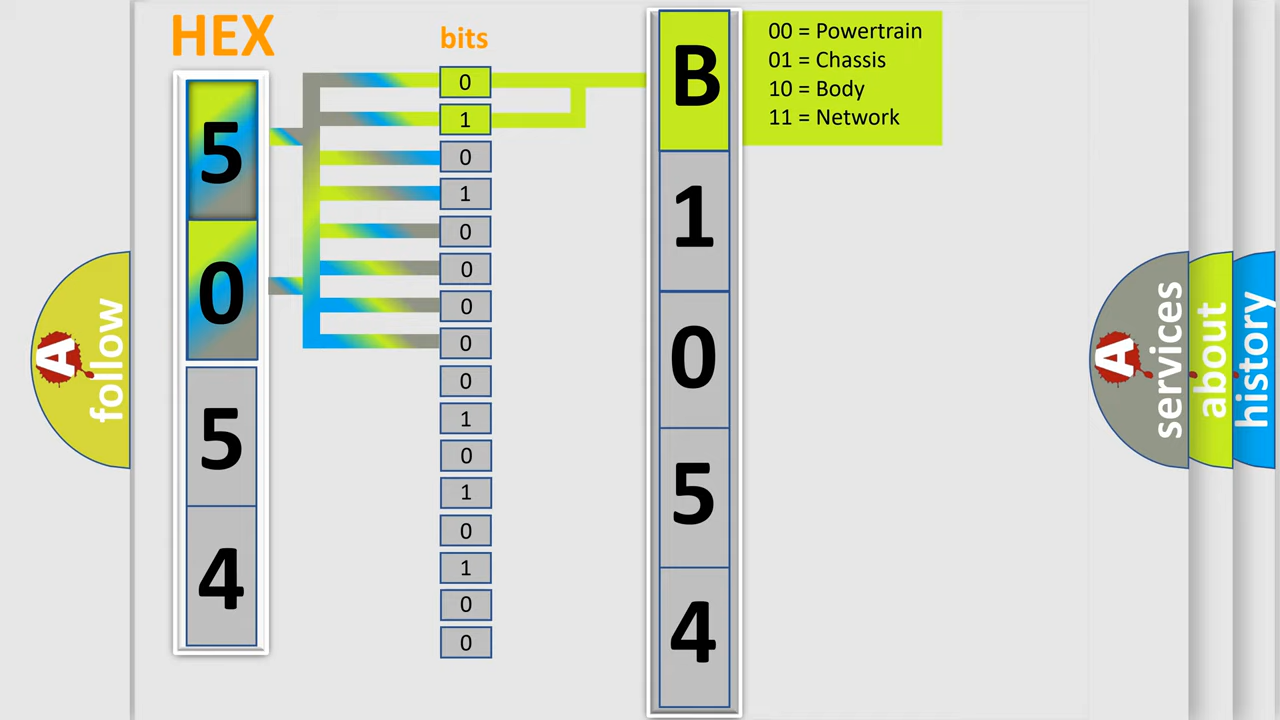 HEX
bits
5
0
5
4
0
1
0
1
0
0
0
0
0
1
0
1
0
1
0
0
B
1
0
5
4
00 = Powertrain
01 = Chassis
10 = Body
11 = Network
A
follow
A
services
about
history